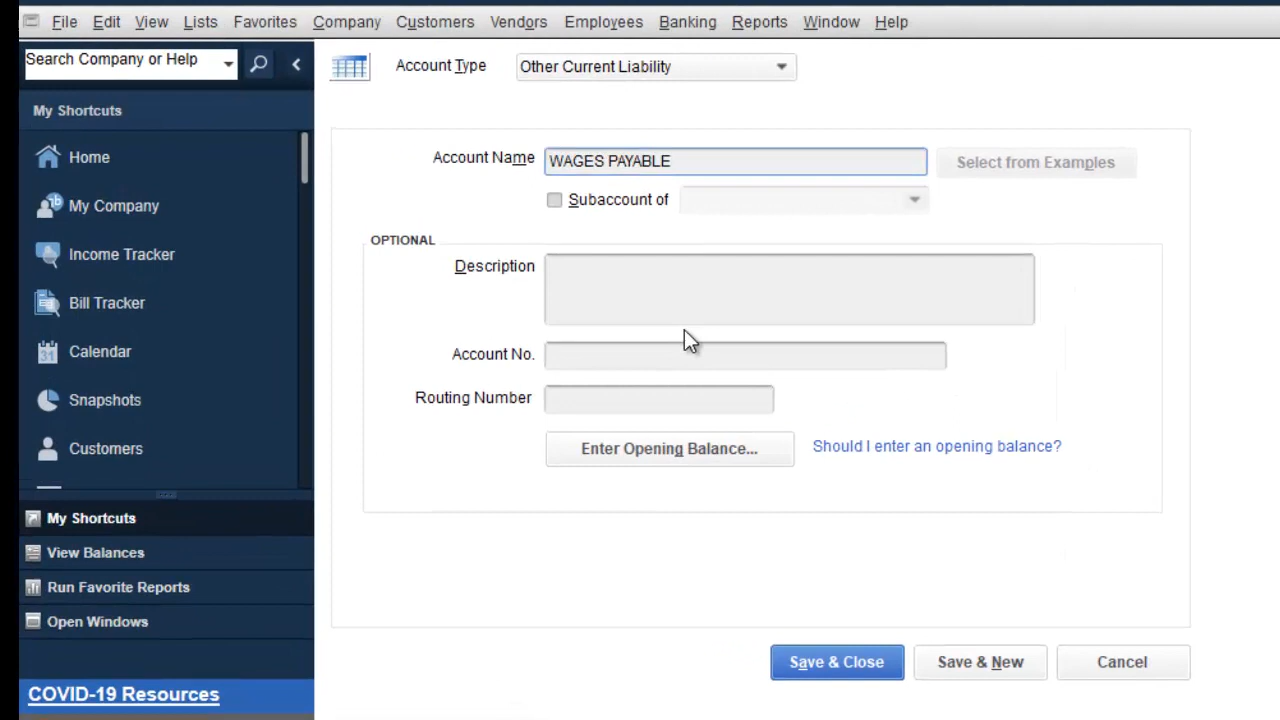 File Edit View Lists Favorites Company Customers Vendors Employees Banking Reports Window Help
Search Company or Help
My Shortcuts
Home
My Company
Income Tracker
Bill Tracker
Calendar
31
Snapshots
Customers
My Shortcuts
View Balances
Run Favorite Reports
Open Windows
COVID-19 Resources
Account Type Other Current Liability
Account Name WAGES PAYABLE Select from Examples
Subaccount of
OPTIONAL
Description
Account No.
Routing Number
Enter Opening Balance... Should I enter an opening balance?
Save & Close Save & New Cancel